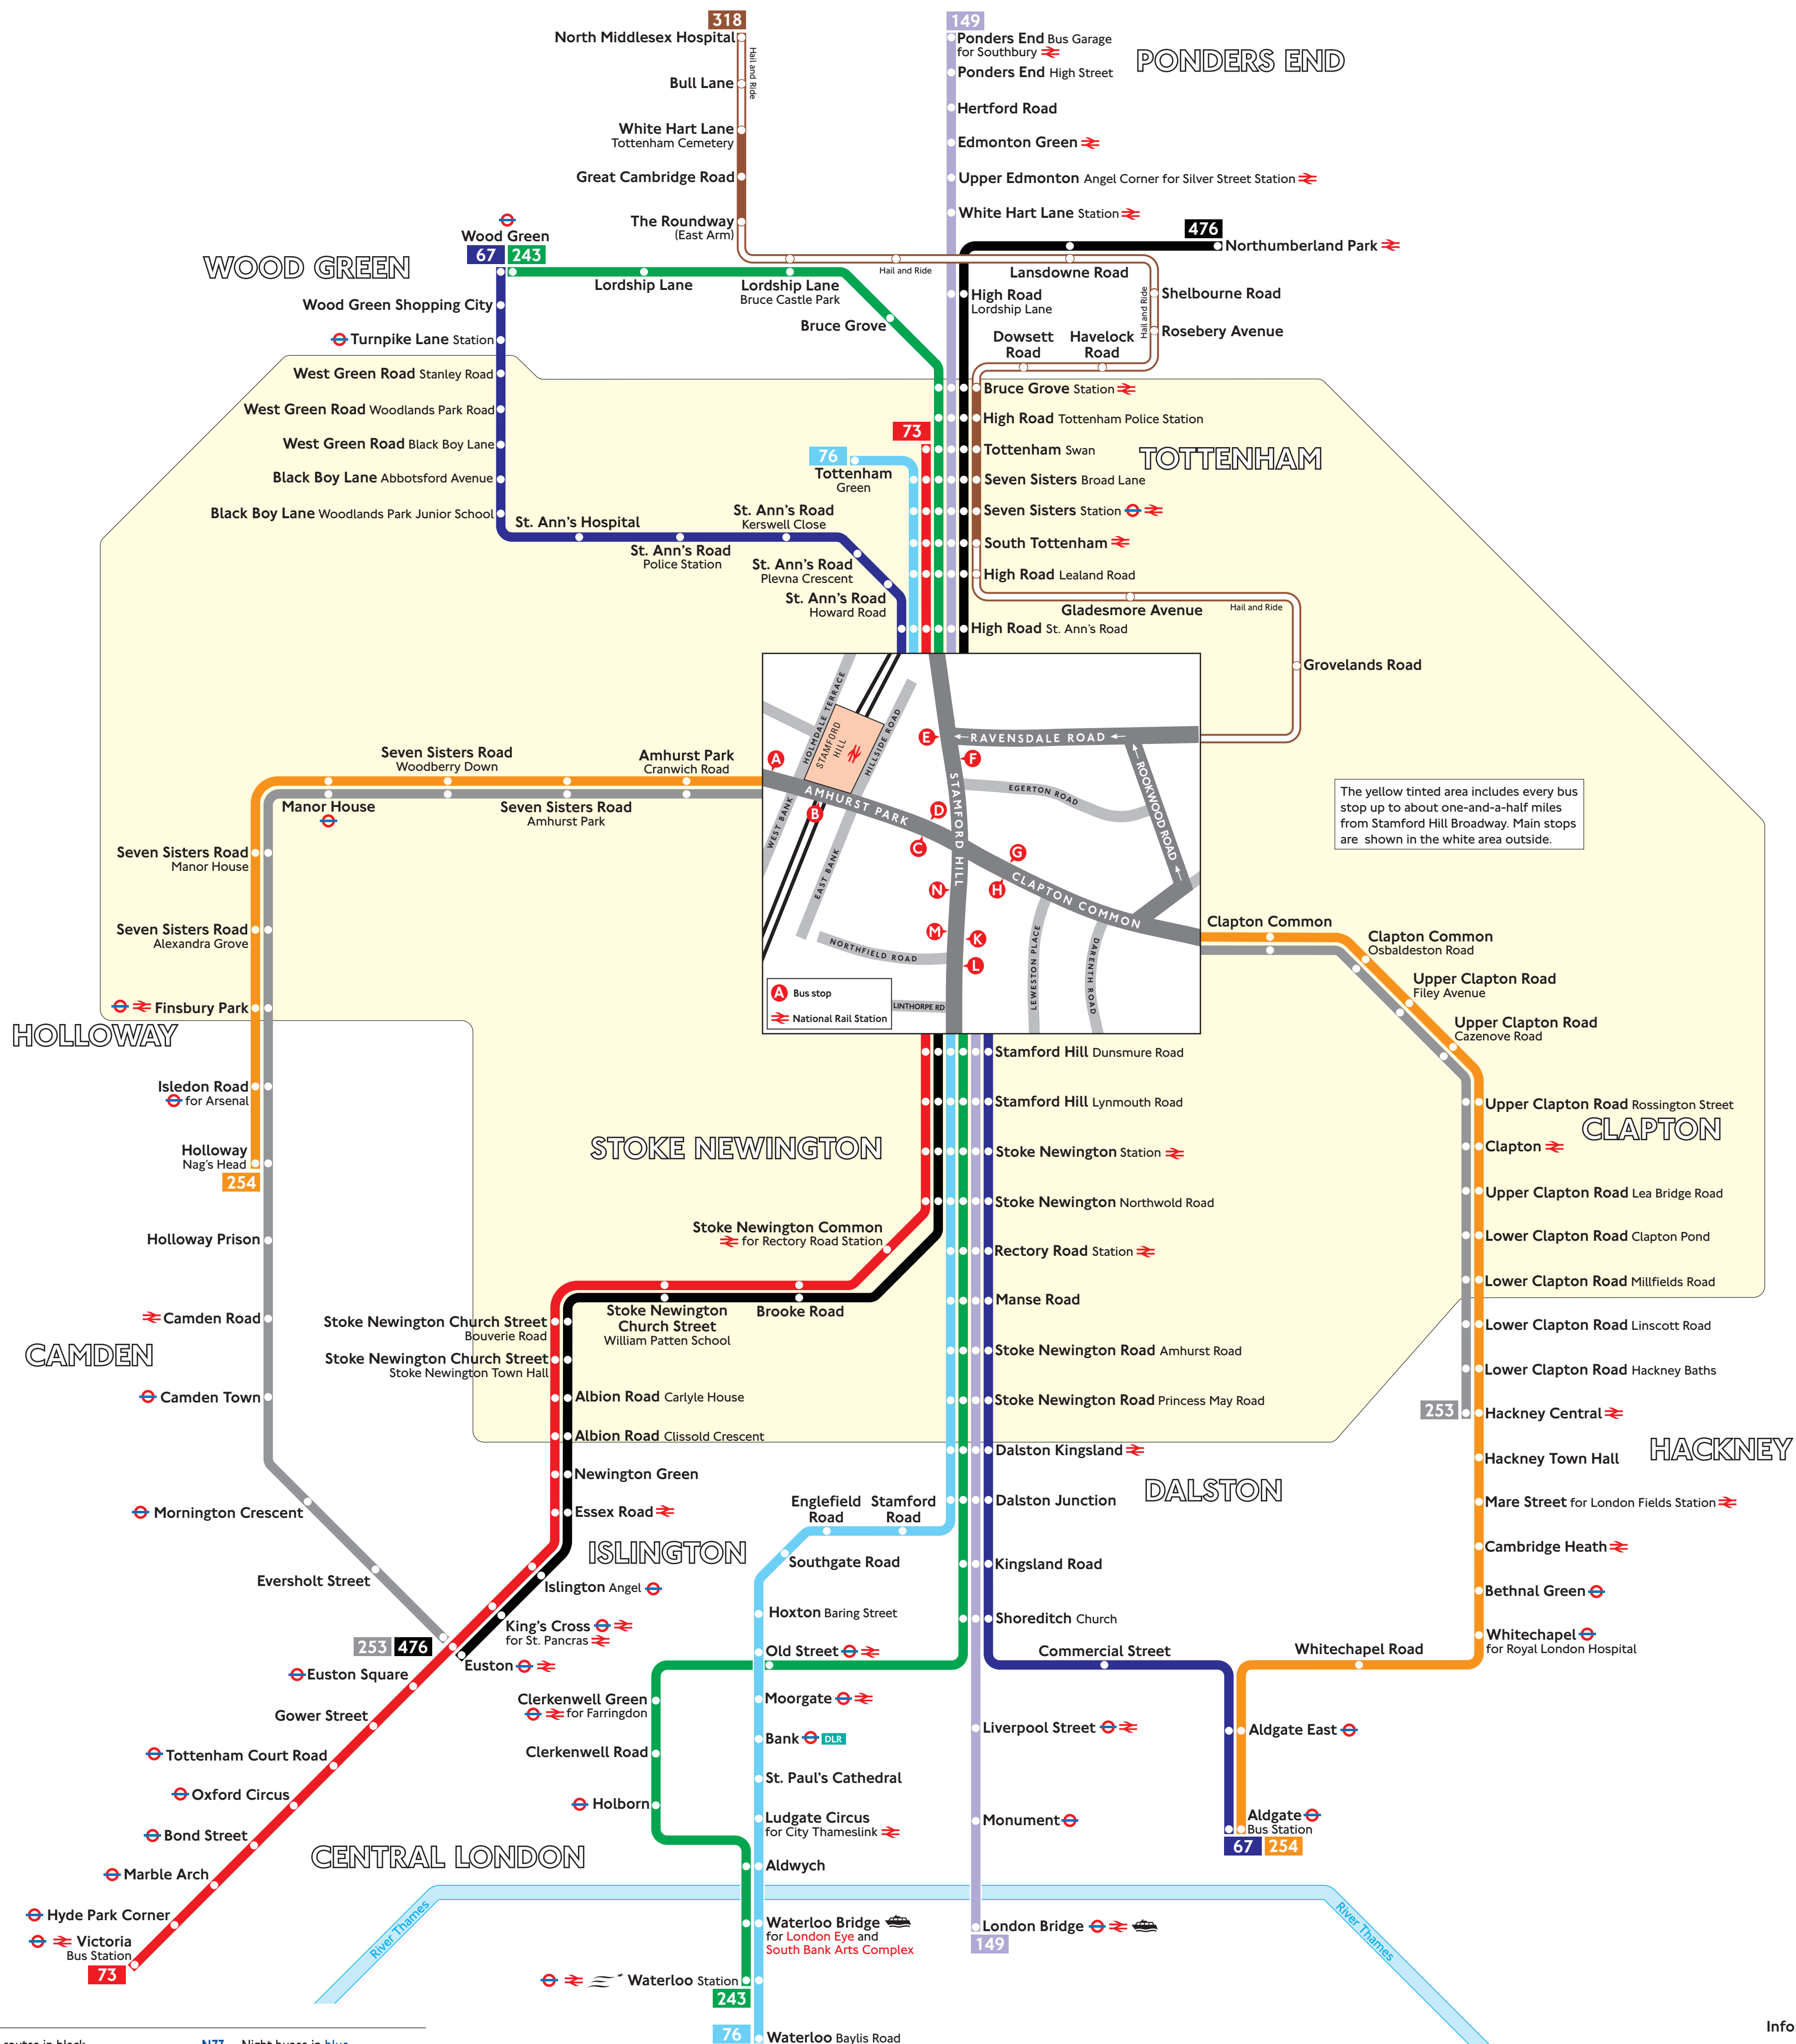 318
North Middlesex Hospital
Hail and Ride
Bull Lane
White Hart Lane
Tottenham Cemetery
Great Cambridge Road
The Roundway
(East Arm)
Hail and Ride
149
Ponders End Bus Garage
for Southbury
Ponders End High Street
PONDERS END
Hertford Road
Edmonton Green
Upper Edmonton Angel Corner for Silver Street Station
White Hart Lane Station
476
Northumberland Park
Lansdowne Road
High Road
Lordship Lane
Hail and Ride
Shelbourne Road
Rosebery Avenue
Dowsett
Road
Havelock
Road
Wood Green
67 243
WOOD GREEN
Lordship Lane
Lordship Lane
Bruce Castle Park
Bruce Grove
Wood Green Shopping City
Turnpike Lane Station
West Green Road Stanley Road
West Green Road Woodlands Park Road
West Green Road Black Boy Lane
Black Boy Lane Abbotsford Avenue
Black Boy Lane Woodlands Park Junior School
St. Ann's Hospital
St. Ann's Road
Police Station
St. Ann's Road
Kerswell Close
St. Ann's Road
Plevna Crescent
St. Ann's Road
Howard Road
73
76
Tottenham
Green
Bruce Grove Station
High Road Tottenham Police Station
Tottenham Swan
TOTTENHAM
Seven Sisters Broad Lane
Seven Sisters Station
South Tottenham
High Road Lealand Road
Gladesmore Avenue
Hail and Ride
High Road St. Ann's Road
Grovelands Road
HOLMDALE TERRACE
STAMFORD
HILL
HILLSIDE ROAD
A
E
RAVENSDALE ROAD
F
STAMFORD HILL
EGERTON ROAD
ROOKWOOD ROAD
AMHURST PARK
WEST BANK
B
D
C
EAST BANK
G
N
H
CLAPTON COMMON
M
K
L
NORTHFIELD ROAD
LEWESTON PLACE
DARENTH ROAD
LINTHORPE RD
A Bus stop
National Rail Station
The yellow tinted area includes every bus
stop up to about one-and-a-half miles
from Stamford Hill Broadway. Main stops
are shown in the white area outside.
Seven Sisters Road
Woodberry Down
Amhurst Park
Cranwich Road
Manor House
Seven Sisters Road
Amhurst Park
Seven Sisters Road
Manor House
Seven Sisters Road
Alexandra Grove
Finsbury Park
HOLLOWAY
Isledon Road
for Arsenal
Holloway
Nag's Head
254
Holloway Prison
Camden Road
CAMDEN
Camden Town
Mornington Crescent
Eversholt Street
253 476
Clapton Common
Clapton Common
Osbaldeston Road
Upper Clapton Road
Filey Avenue
Upper Clapton Road
Cazenove Road
Upper Clapton Road Rossington Street
CLAPTON
Clapton
Upper Clapton Road Lea Bridge Road
Lower Clapton Road Clapton Pond
Lower Clapton Road Millfields Road
Lower Clapton Road Linscott Road
Lower Clapton Road Hackney Baths
253
Hackney Central
HACKNEY
Hackney Town Hall
Mare Street for London Fields Station
Cambridge Heath
Bethnal Green
Whitechapel
for Royal London Hospital
Whitechapel Road
Stamford Hill Dunsmure Road
Stamford Hill Lynmouth Road
STOKE NEWINGTON
Stoke Newington Station
Stoke Newington Northwold Road
Stoke Newington Common
for Rectory Road Station
Rectory Road Station
Manse Road
Stoke Newington
Church Street
William Patten School
Brooke Road
Stoke Newington Church Street
Bouverie Road
Stoke Newington Church Street
Stoke Newington Town Hall
Stoke Newington Road Amhurst Road
Albion Road Carlyle House
Stoke Newington Road Princess May Road
Albion Road Clissold Crescent
Dalston Kingsland
Newington Green
DALSTON
Dalston Junction
Essex Road
Englefield
Road
Stamford
Road
ISLINGTON
Southgate Road
Kingsland Road
Islington Angel
Hoxton Baring Street
Shoreditch Church
King's Cross
for St. Pancras
Old Street
Commercial Street
Euston
Euston Square
Gower Street
Tottenham Court Road
Oxford Circus
Bond Street
Marble Arch
Hyde Park Corner
Victoria
Bus Station
73
CENTRAL LONDON
Clerkenwell Green
for Farringdon
Clerkenwell Road
Holborn
Moorgate
Bank DLR
St. Paul's Cathedral
Ludgate Circus
for City Thameslink
Aldwych
Liverpool Street
Monument
Aldgate East
Aldgate
Bus Station
67 254
River Thames
River Thames
Waterloo Bridge
for London Eye and
South Bank Arts Complex
London Bridge
149
Waterloo Station
243
76
Waterloo Baylis Road
Info